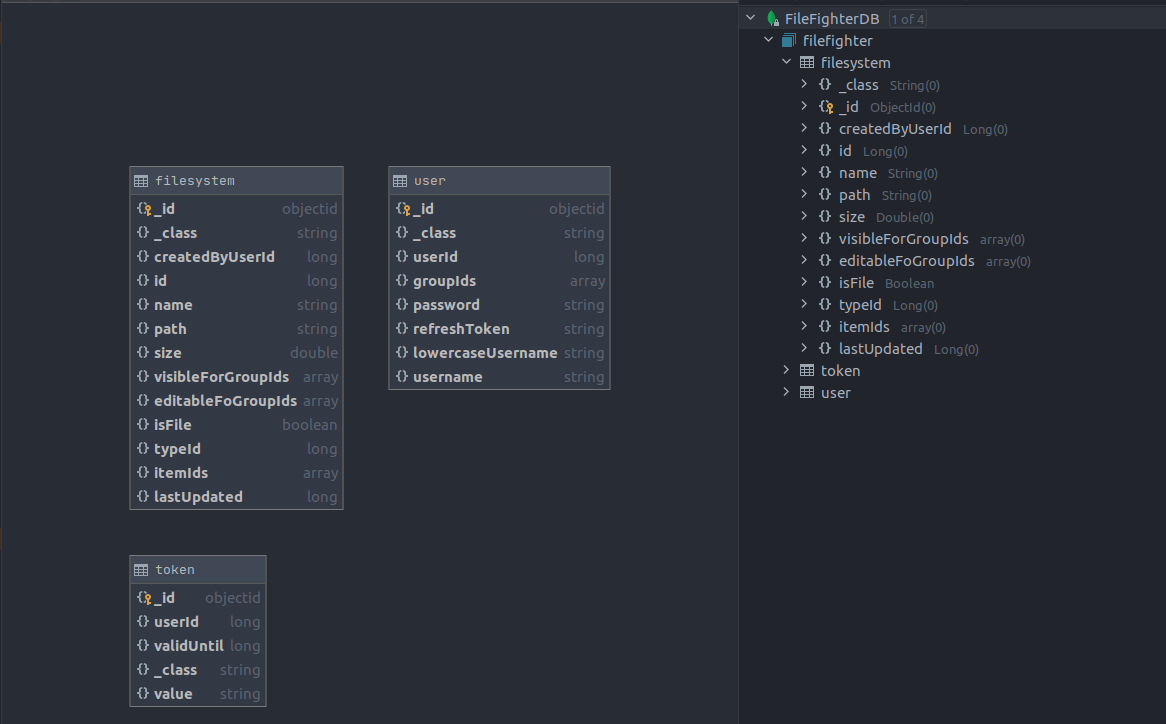 filesystem
_id objectid
_class string
createdByUserId long
id long
name string
path string
size double
visibleForGroupIds array
editableFoGroupIds array
isFile boolean
typeId long
itemIds array
lastUpdated long
user
_id objectid
_class string
userId long
groupIds array
password string
refreshToken string
lowercaseUsername string
username string
token
_id objectid
userId long
validUntil long
_class string
value string
FileFighterDB 1 of 4
filefighter
filesystem
_class String(0)
_id ObjectId(0)
createdByUserId Long(0)
id Long(0)
name String(0)
path String(0)
size Double(0)
visibleForGroupIds array(0)
editableFoGroupIds array(0)
isFile Boolean
typeId Long(0)
itemIds array(0)
lastUpdated Long(0)
token
user